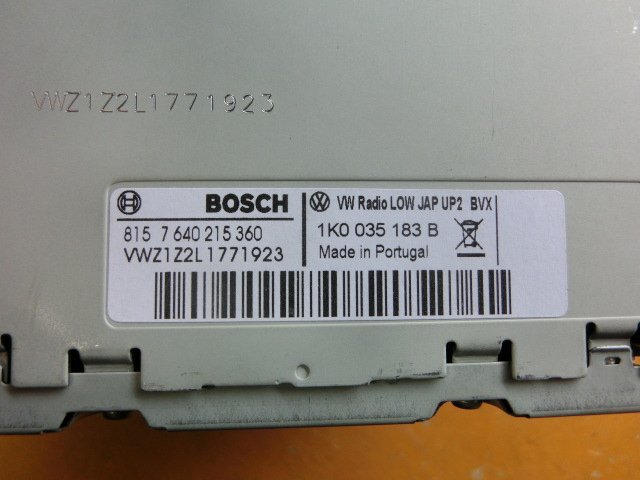 VWZ1Z2L1771923
BOSCH
815 7 640 215 360
VWZ1Z2L1771923
VW Radio LOW JAP UP2 BVX
1K0 035 183 B
Made in Portugal